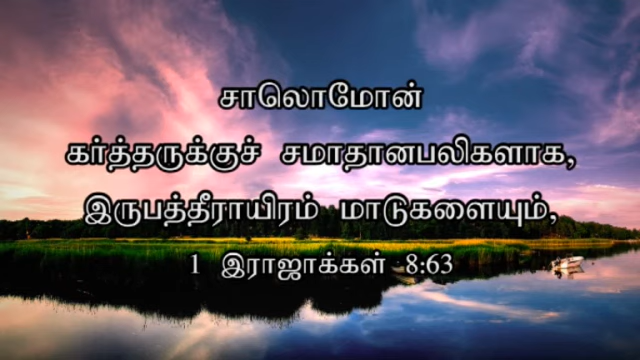 சாலொமோன்
கர்த்தருக்குச் சமாதானபலிகளாக,
இருபத்தீராயிரம் மாடுகளையும்,
1 இராஜாக்கள் 8:63